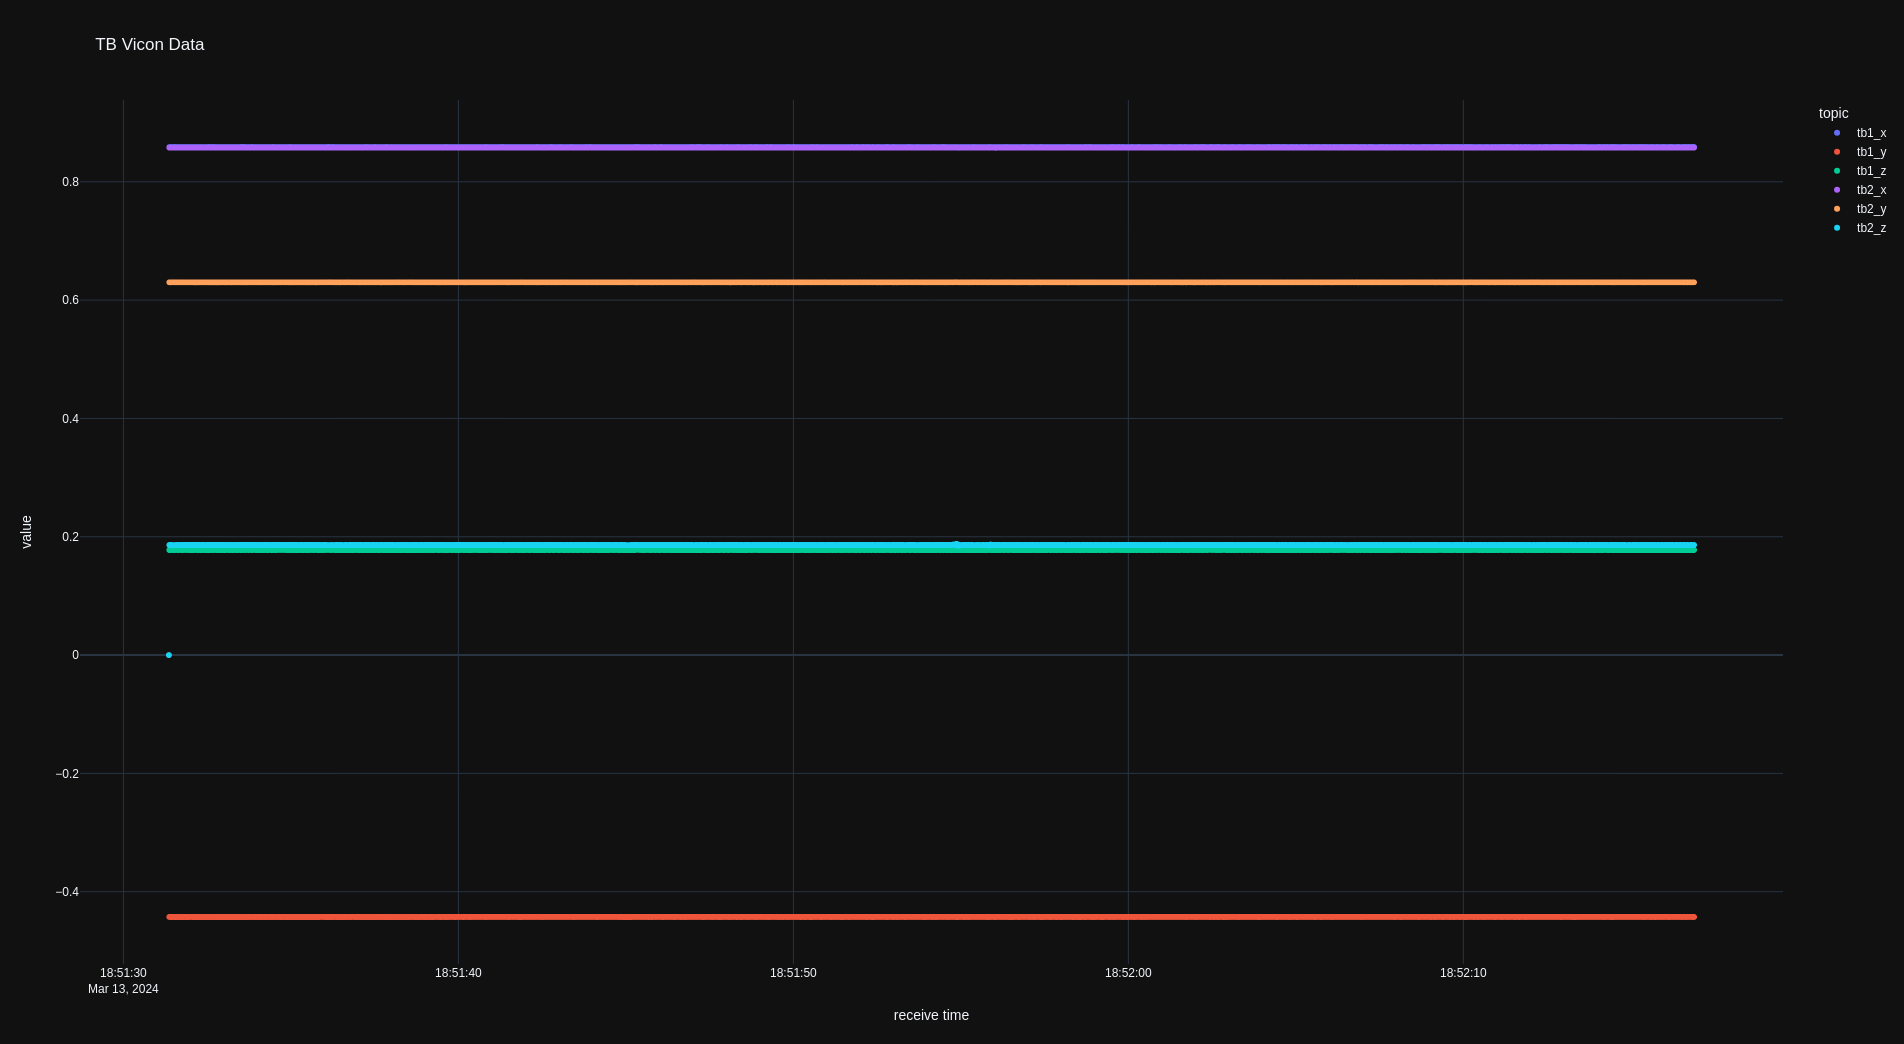 TB Vicon Data
topic
tb1_x
tb1_y
tb1_z
tb2_x
tb2_y
tb2_z
value
0.8
0.6
0.4
0.2
0
−0.2
−0.4
18:51:30 18:51:40 18:51:50 18:52:00 18:52:10
Mar 13, 2024
receive time